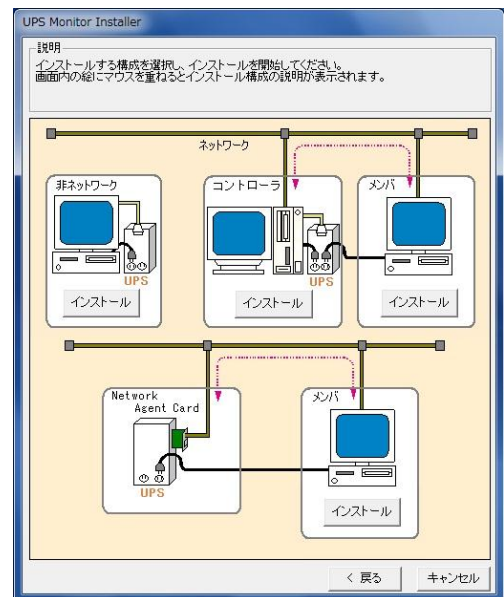 UPS Monitor Installer
説明
インストールする構成を選択し、インストールを開始してください。
画面内の絵にマウスを重ねるとインストール構成の説明が表示されます。
ネットワーク
非ネットワーク
UPS
インストール
コントローラ
UPS
インストール
メンバ
インストール
Network
Agent Card
UPS
メンバ
インストール
< 戻る
キャンセル